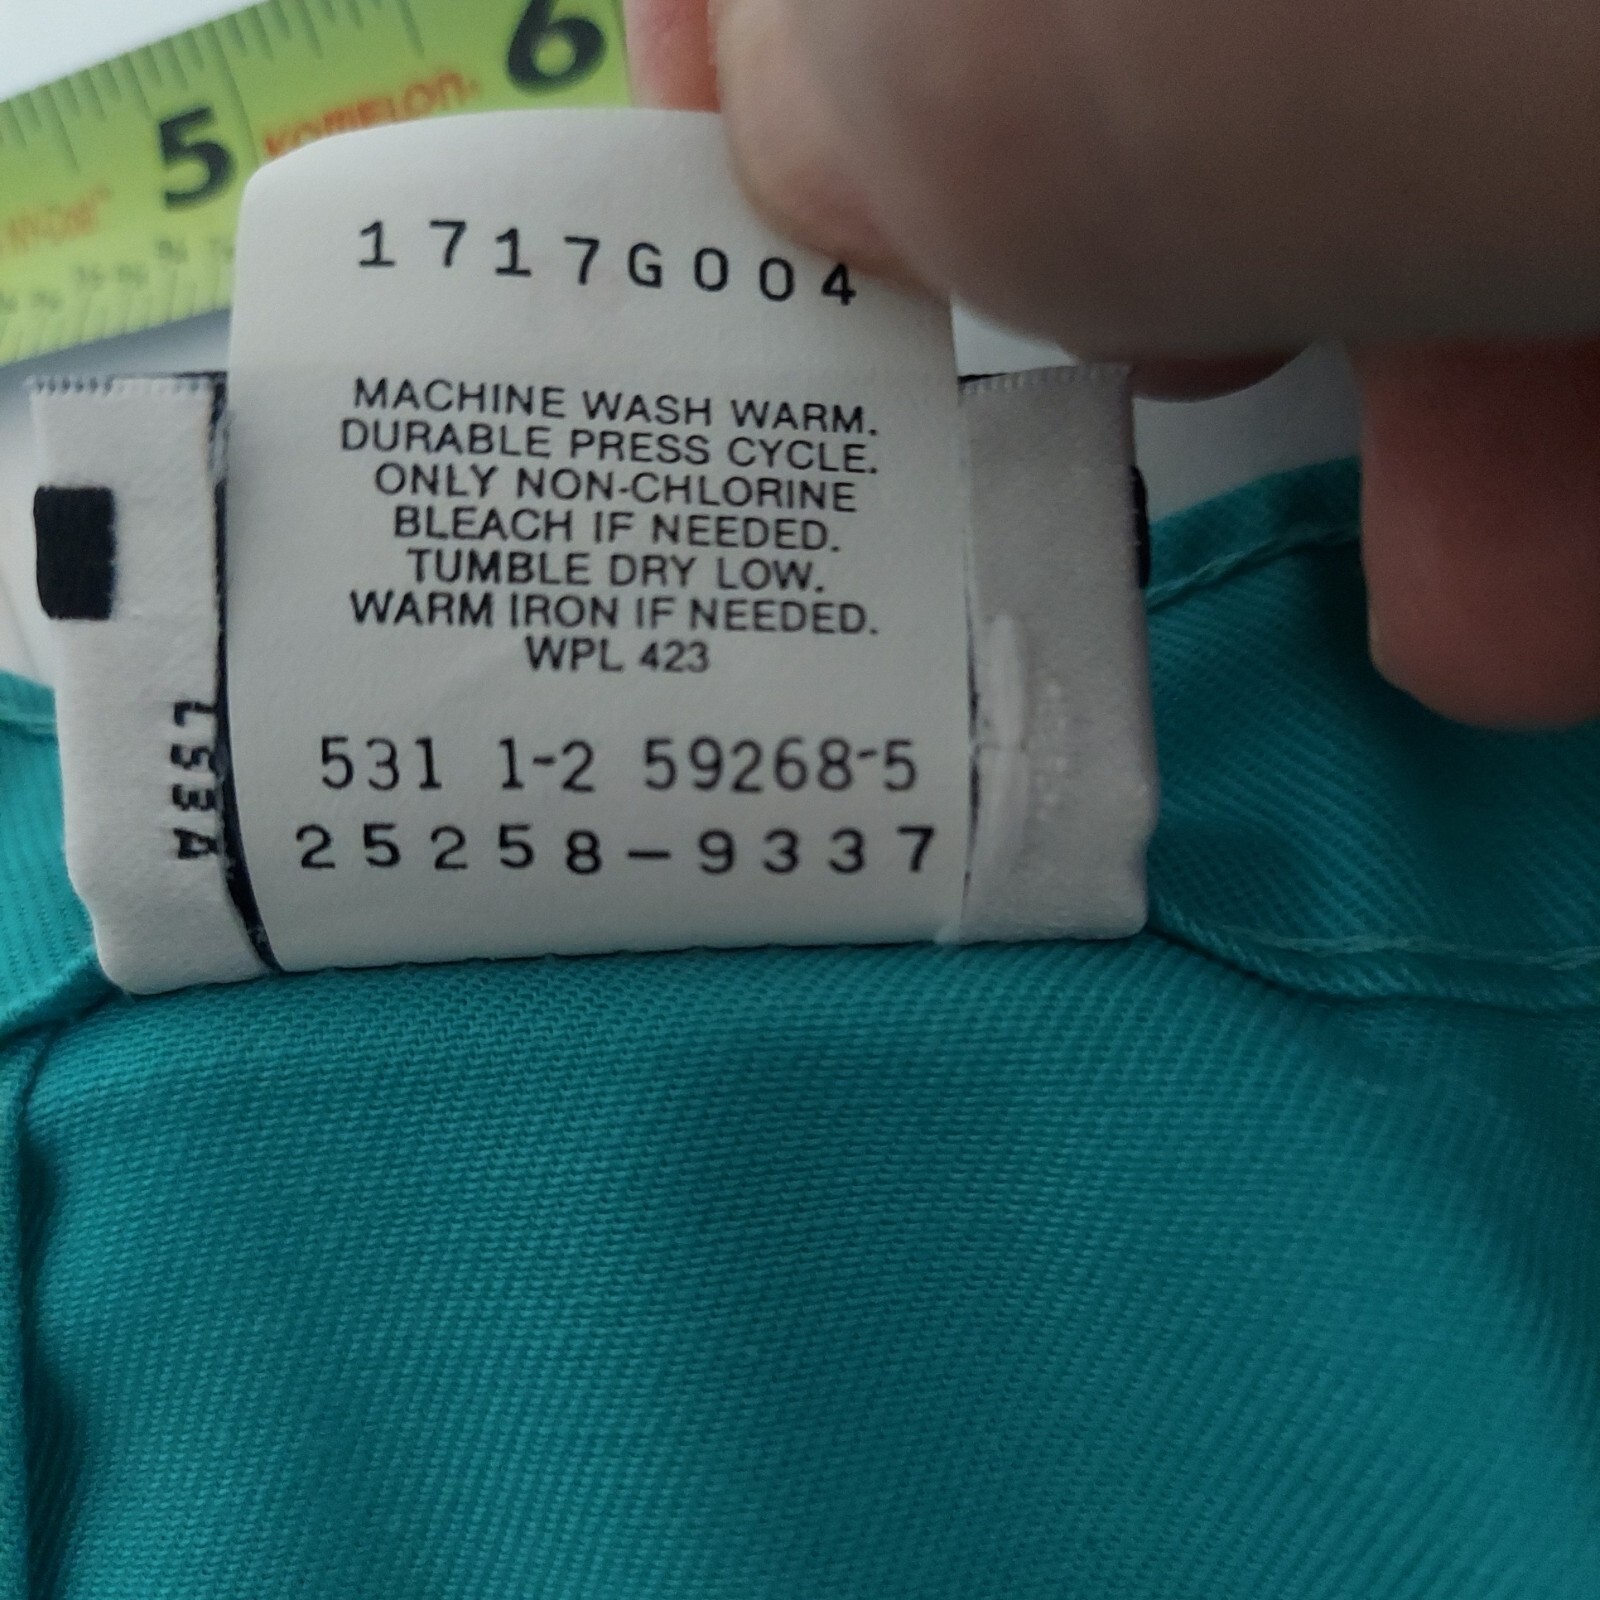 5
6
KOMELON
1717G004
MACHINE WASH WARM.
DURABLE PRESS CYCLE.
ONLY NON-CHLORINE
BLEACH IF NEEDED.
TUMBLE DRY LOW.
WARM IRON IF NEEDED.
WPL 423
531 1-2 59268-5
25258-9337